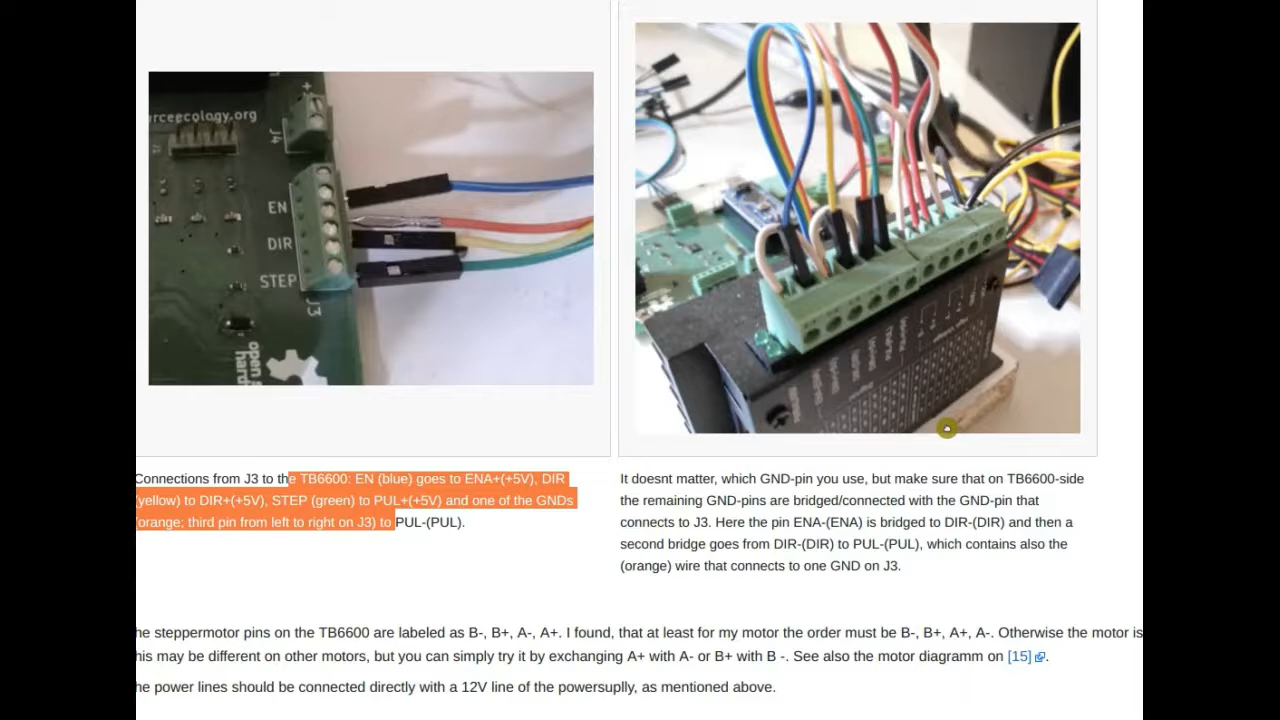 rceecology.org
J4
EN
DIR
STEP
J3
open s
hard
Connections from J3 to the TB6600: EN (blue) goes to ENA+(+5V), DIR
(yellow) to DIR+(+5V), STEP (green) to PUL+(+5V) and one of the GNDs
(orange; third pin from left to right on J3) to PUL-(PUL).
It doesnt matter, which GND-pin you use, but make sure that on TB6600-side
the remaining GND-pins are bridged/connected with the GND-pin that
connects to J3. Here the pin ENA-(ENA) is bridged to DIR-(DIR) and then a
second bridge goes from DIR-(DIR) to PUL-(PUL), which contains also the
(orange) wire that connects to one GND on J3.
he steppermotor pins on the TB6600 are labeled as B-, B+, A-, A+. I found, that at least for my motor the order must be B-, B+, A+, A-. Otherwise the motor is
his may be different on other motors, but you can simply try it by exchanging A+ with A- or B+ with B -. See also the motor diagramm on [15].
he power lines should be connected directly with a 12V line of the powersuplly, as mentioned above.